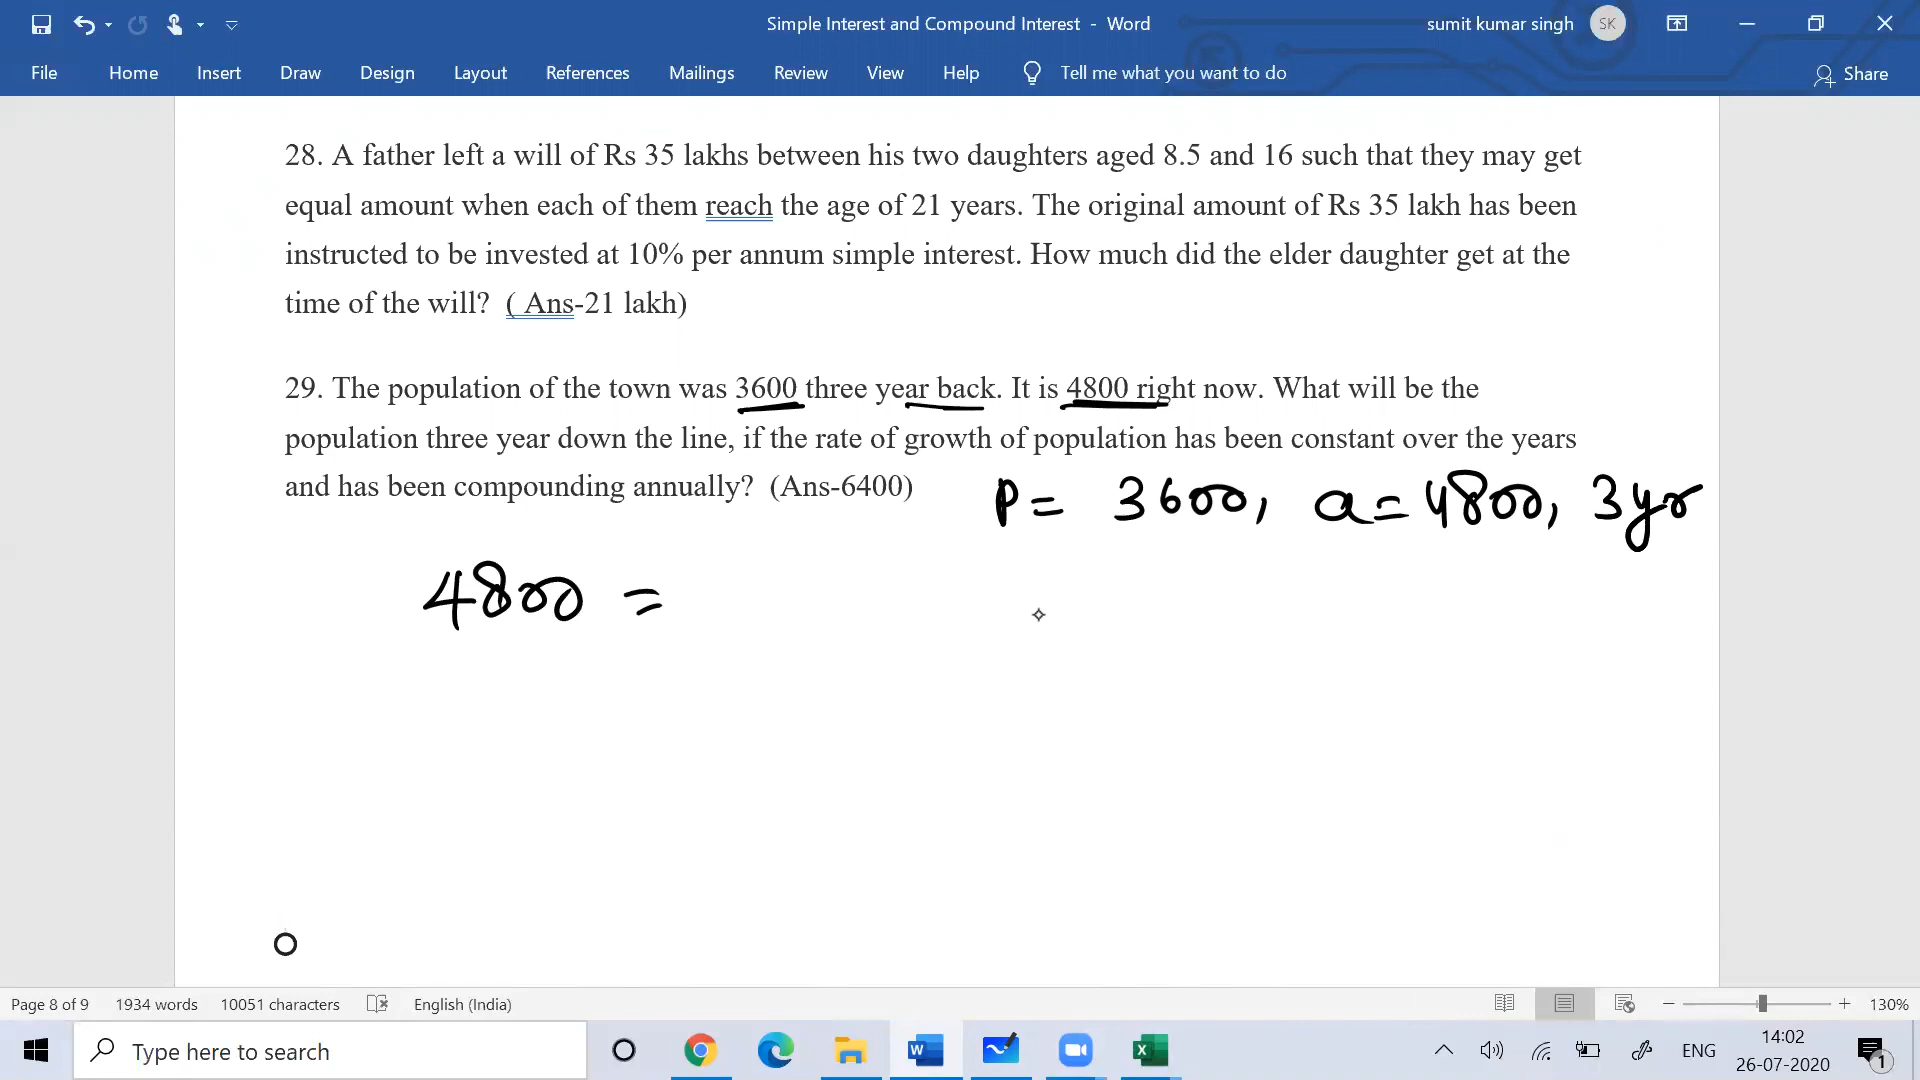 Simple Interest and Compound Interest - Word
sumit kumar singh SK
File Home Insert Draw Design Layout References Mailings Review View Help Tell me what you want to do Share
28. A father left a will of Rs 35 lakhs between his two daughters aged 8.5 and 16 such that they may get
equal amount when each of them reach the age of 21 years. The original amount of Rs 35 lakh has been
instructed to be invested at 10% per annum simple interest. How much did the elder daughter get at the
time of the will? ( Ans-21 lakh)
29. The population of the town was 3600 three year back. It is 4800 right now. What will be the
population three year down the line, if the rate of growth of population has been constant over the years
and has been compounding annually? (Ans-6400)
P = 3600, a = 4800, 3yr
4800 =
Page 8 of 9 1934 words 10051 characters English (India) 130%
Type here to search
ENG
14:02
26-07-2020
1